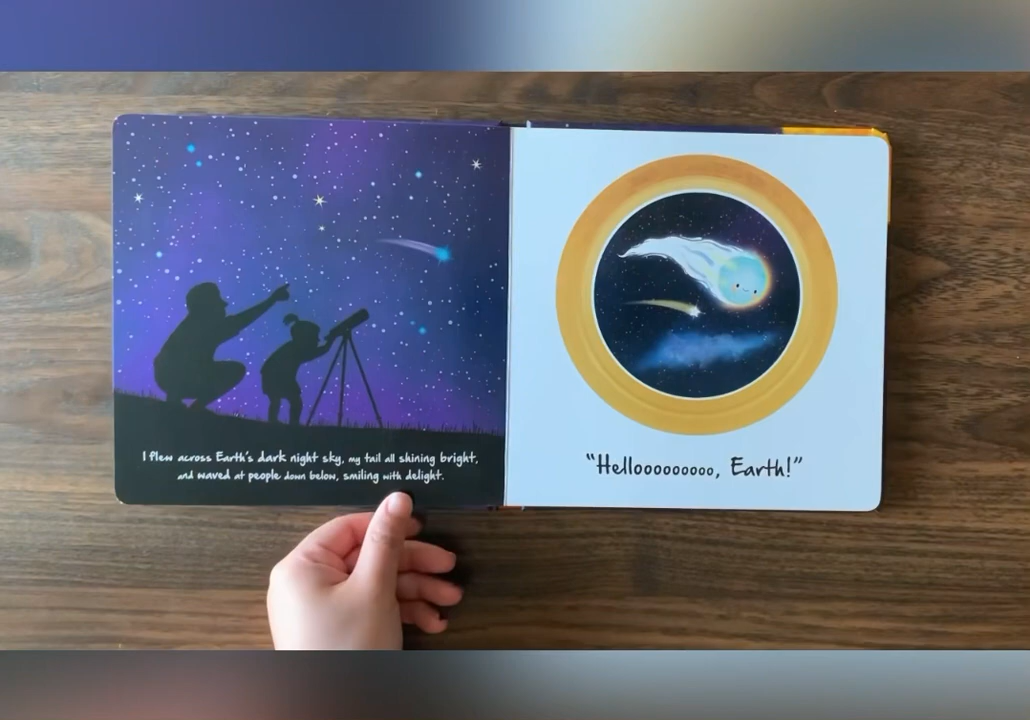 I flew across Earth's dark night sky, my tail all shining bright,
and waved at people down below, smiling with delight.
"Hellooooooooo, Earth!"